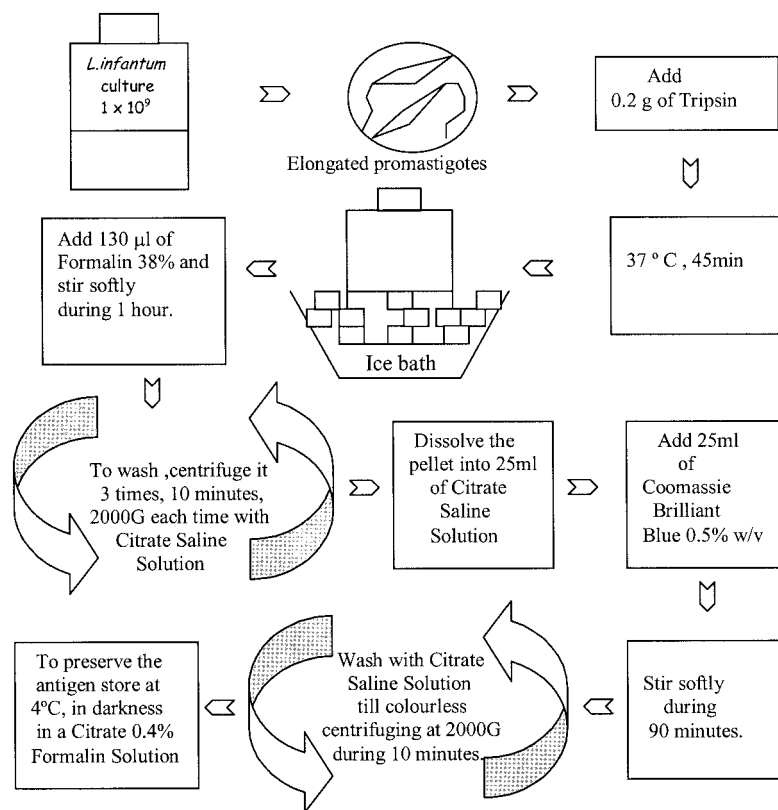 L.infantum
culture
1 x 10⁹
Elongated promastigotes
Add
0.2 g of Tripsin
37 º C , 45min
Ice bath
Add 130 µl of
Formalin 38% and
stir softly
during 1 hour.
To wash ,centrifuge it
3 times, 10 minutes,
2000G each time with
Citrate Saline
Solution
Dissolve the
pellet into 25ml
of Citrate
Saline
Solution
Add 25ml
of
Coomassie
Brilliant
Blue 0.5% w/v
Stir softly
during
90 minutes.
Wash with Citrate
Saline Solution
till colourless
centrifuging at 2000G
during 10 minutes.
To preserve the
antigen store at
4ºC, in darkness
in a Citrate 0.4%
Formalin Solution